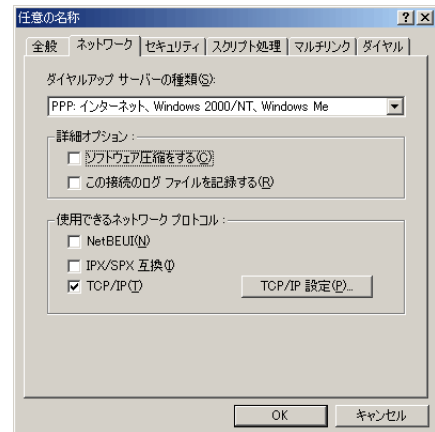 任意の名称
全般 ネットワーク セキュリティ スクリプト処理 マルチリンク ダイヤル
ダイヤルアップ サーバーの種類(S):
PPP: インターネット、Windows 2000/NT、Windows Me
詳細オプション :
ソフトウェア圧縮をする(C)
この接続のログ ファイルを記録する(R)
使用できるネットワーク プロトコル :
NetBEUI(N)
IPX/SPX 互換(I)
TCP/IP(T) TCP/IP 設定(P)...
OK キャンセル